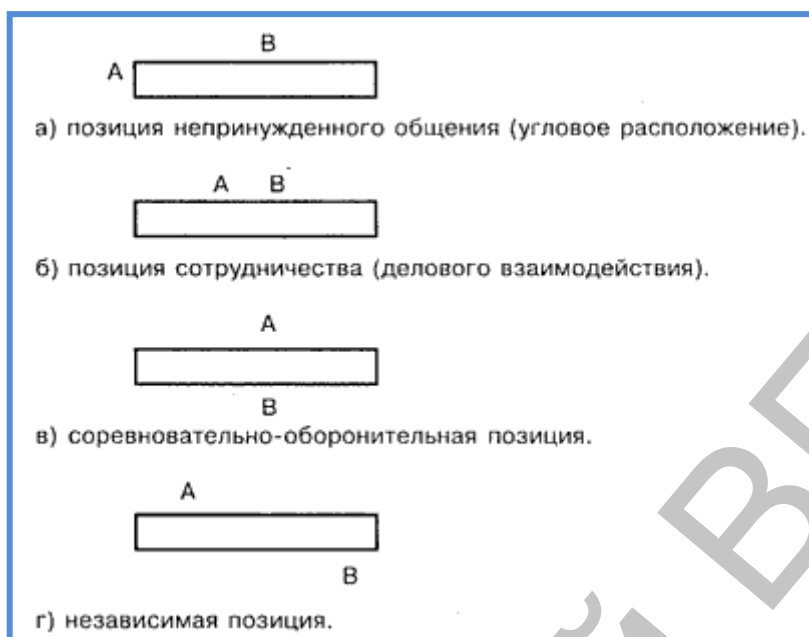 В
А
а) позиция непринужденного общения (угловое расположение).
А В
б) позиция сотрудничества (делового взаимодействия).
А
В
в) соревновательно-оборонительная позиция.
А
В
г) независимая позиция.